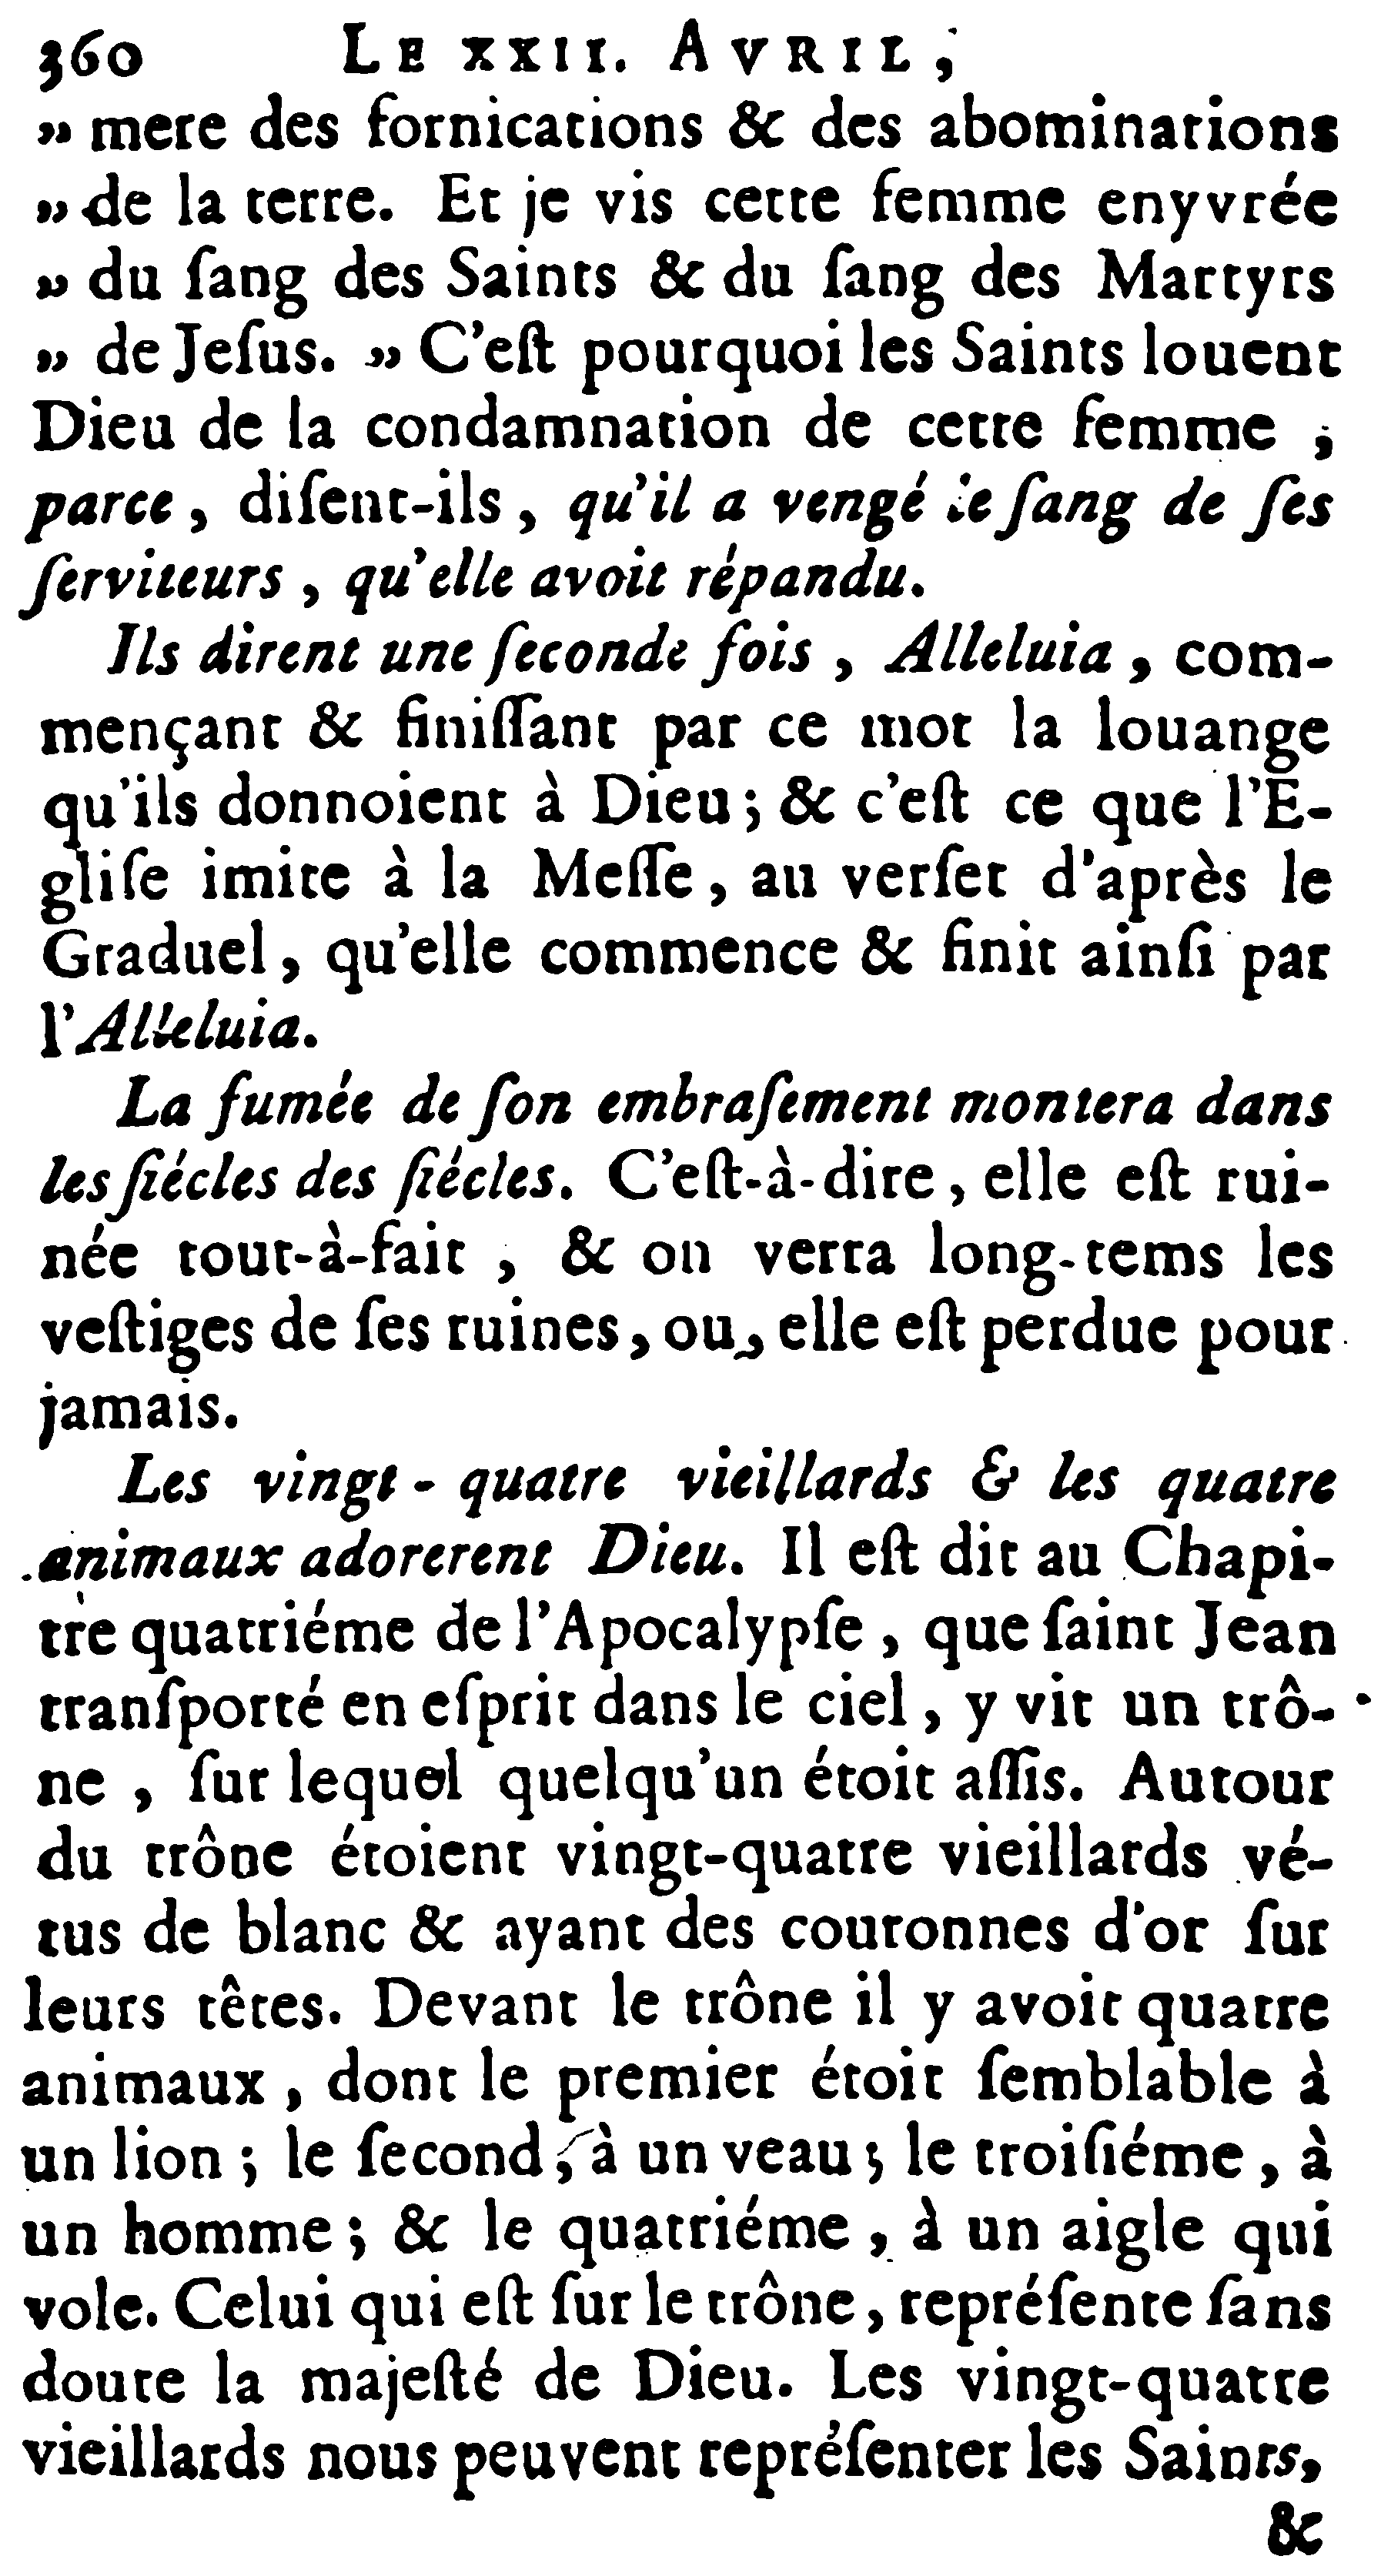 360 LE XXII. AVRIL,
» mere des fornications & des abominations
» de la terre. Et je vis cette femme enyvrée
» du ſang des Saints & du ſang des Martyrs
» de Jeſus. » C'eſt pourquoi les Saints louent
Dieu de la condamnation de cette femme ;
parce, diſent-ils, qu'il a vengé le ſang de ſes
ſerviteurs, qu'elle avoit répandu.
Ils dirent une ſeconde fois, Alleluia, com-
mençant & finiſſant par ce mot la louange
qu'ils donnoient à Dieu ; & c'eſt ce que l'E-
gliſe imite à la Meſſe, au verſet d'après le
Graduel, qu'elle commence & finit ainſi par
l'Alleluia.
La fumée de ſon embraſement montera dans
les ſiécles des ſiécles. C'eſt-à-dire, elle eſt rui-
née tout-à-fait, & on verra long-tems les
veſtiges de ſes ruines, ou, elle eſt perdue pour
jamais.
Les vingt-quatre vieillards & les quatre
animaux adorerent Dieu. Il eſt dit au Chapi-
tre quatriéme de l'Apocalypſe, que ſaint Jean
tranſporté en eſprit dans le ciel, y vit un trô-
ne, ſur lequel quelqu'un étoit aſſis. Autour
du trône étoient vingt-quatre vieillards vé-
tus de blanc & ayant des couronnes d'or ſur
leurs têtes. Devant le trône il y avoit quatre
animaux, dont le premier étoit ſemblable à
un lion ; le ſecond, à un veau ; le troiſiéme, à
un homme ; & le quatriéme, à un aigle qui
vole. Celui qui eſt ſur le trône, repréſente ſans
doute la majeſté de Dieu. Les vingt-quatre
vieillards nous peuvent repréſenter les Saints,
&